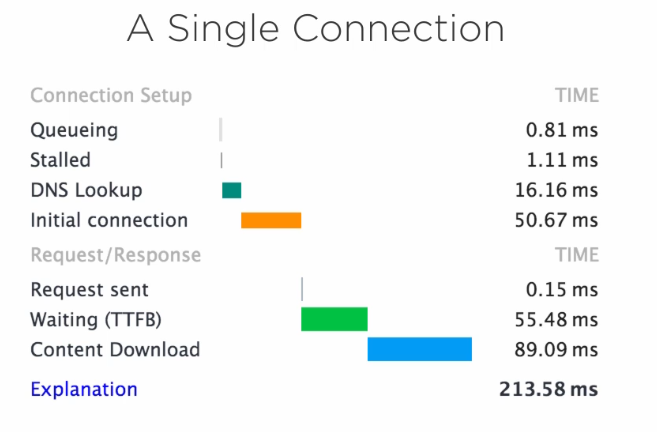 A Single Connection
Connection Setup TIME
Queueing 0.81 ms
Stalled 1.11 ms
DNS Lookup 16.16 ms
Initial connection 50.67 ms
Request/Response TIME
Request sent 0.15 ms
Waiting (TTFB) 55.48 ms
Content Download 89.09 ms
Explanation 213.58 ms